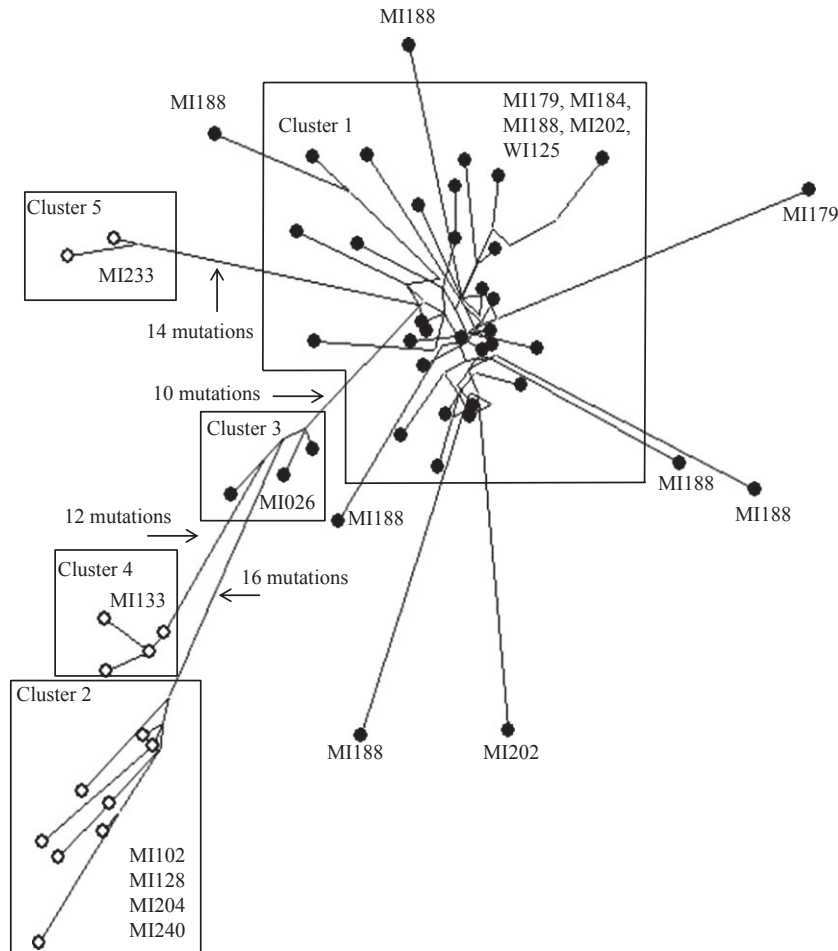 MI188
MI188
Cluster 1
MI179, MI184,
MI188, MI202,
WI125
Cluster 5
MI233
MI179
14 mutations
10 mutations
Cluster 3
MI026
MI188
MI188
MI188
12 mutations
Cluster 4
MI133
16 mutations
Cluster 2
MI188
MI202
MI102
MI128
MI204
MI240